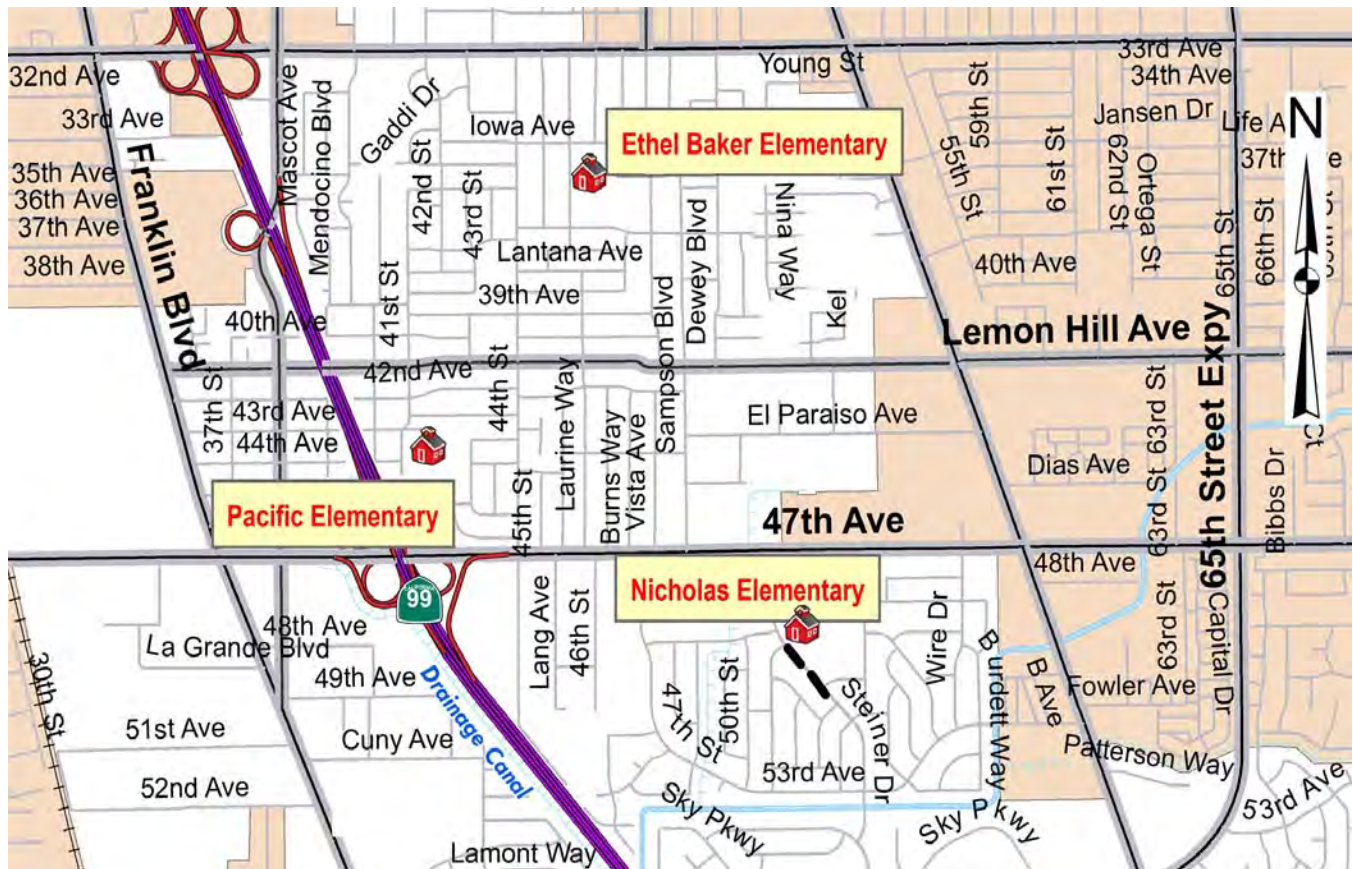 32nd Ave
33rd Ave
35th Ave
36th Ave
37th Ave
38th Ave
Franklin Blvd
Mascot Ave
Mendocino Blvd
Gaddi Dr
42nd St
43rd St
Iowa Ave
Ethel Baker Elementary
Young St
59th St
55th St
61st St
33rd Ave
34th Ave
Jansen Dr
62nd St
Ortega St
Life
37th
N
65th St
66th St
40th Ave
Lantana Ave
39th Ave
Nina Way
Dewey Blvd
Sampson Blvd
Kel
Lemon Hill Ave
65th Street Expy
40th Ave
41st St
42nd Ave
37th St
43rd Ave
44th Ave
44th St
Laurine Way
Burns Way
Vista Ave
El Paraiso Ave
45th St
Dias Ave
63rd St
63rd St
Bibbs Dr
Ct
Pacific Elementary
47th Ave
48th Ave
Nicholas Elementary
CALIFORNIA
99
48th Ave
La Grande Blvd
49th Ave
30th St
51st Ave
52nd Ave
Cuny Ave
Drainage Canal
Lang Ave
46th St
47th St
50th St
Steiner Dr
Wire Dr
Burdett Way
B Ave
63rd St
Capital Dr
Fowler Ave
Patterson Way
53rd Ave
53rd Ave
Sky Pkwy
Sky Pkwy
Lamont Way